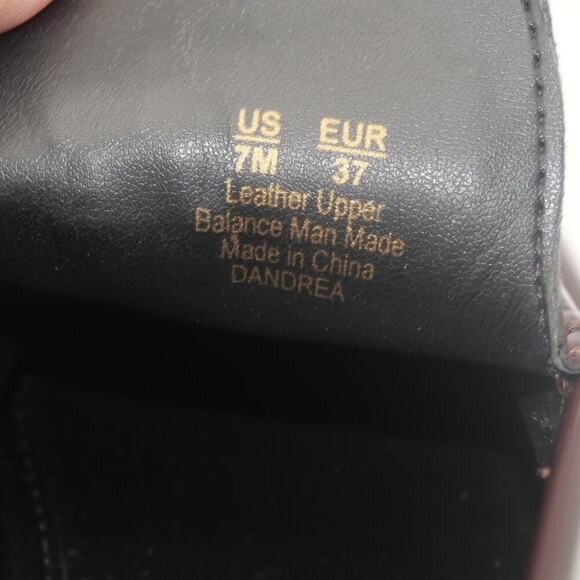 US EUR
7M 37
Leather Upper
Balance Man Made
Made in China
DANDREA